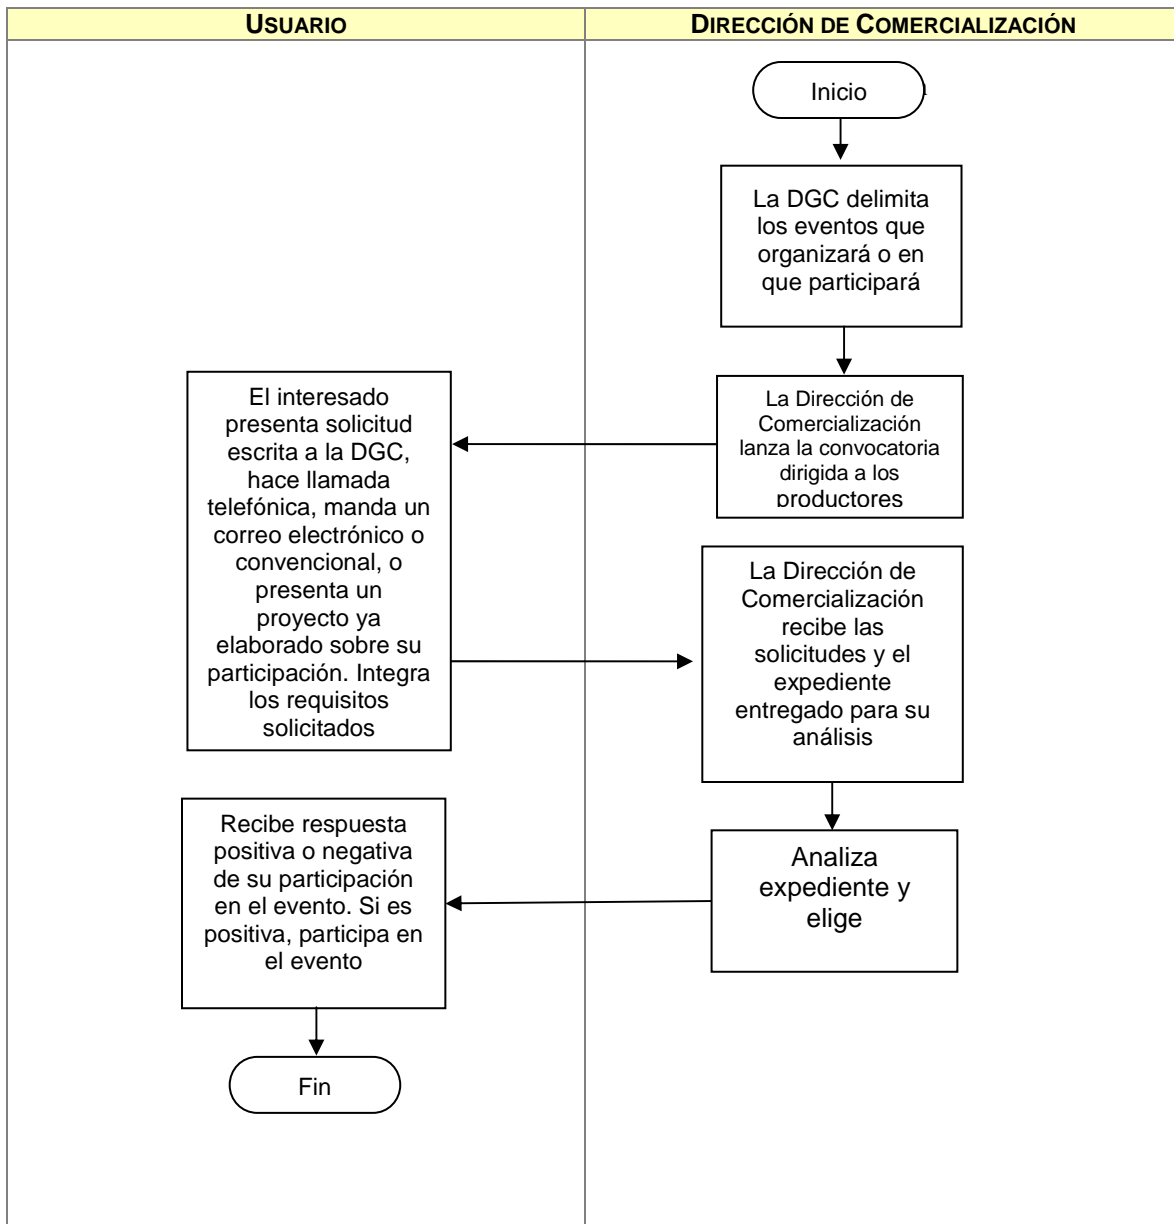 USUARIO
DIRECCIÓN DE COMERCIALIZACIÓN
Inicio
La DGC delimita
los eventos que
organizará o en
que participará
La Dirección de
Comercialización
lanza la convocatoria
dirigida a los
productores
El interesado
presenta solicitud
escrita a la DGC,
hace llamada
telefónica, manda un
correo electrónico o
convencional, o
presenta un
proyecto ya
elaborado sobre su
participación. Integra
los requisitos
solicitados
La Dirección de
Comercialización
recibe las
solicitudes y el
expediente
entregado para su
análisis
Analiza
expediente y
elige
Recibe respuesta
positiva o negativa
de su participación
en el evento. Si es
positiva, participa en
el evento
Fin